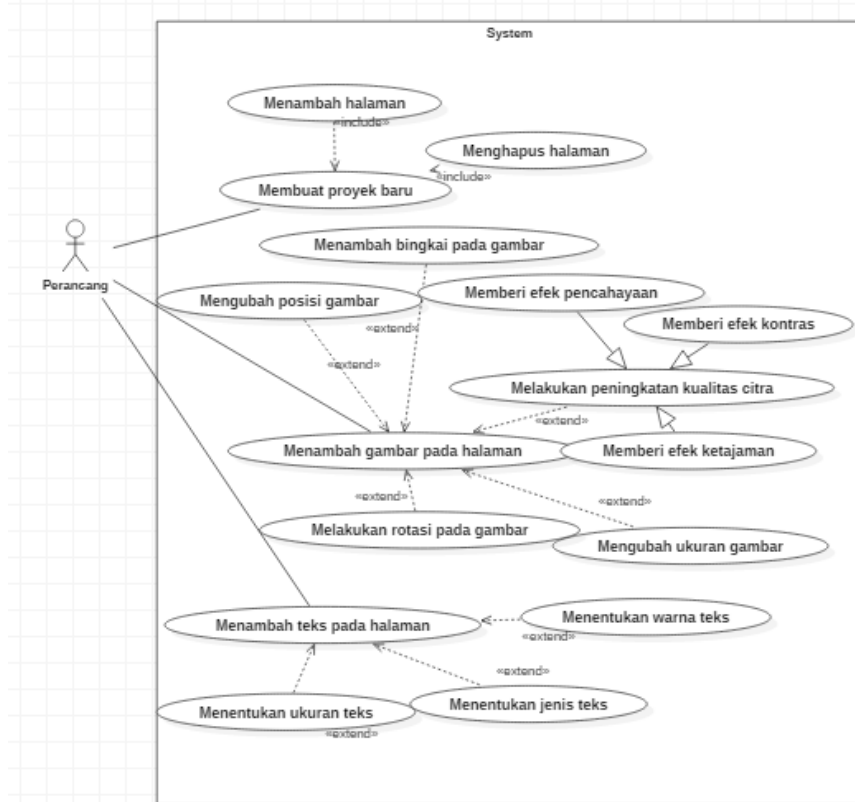 System
Menambah halaman
«include»
Menghapus halaman
«include»
Membuat proyek baru
Perancang
Menambah bingkai pada gambar
Mengubah posisi gambar
Memberi efek pencahayaan
Memberi efek kontras
«extend»
«extend»
Melakukan peningkatan kualitas citra
«extend»
Menambah gambar pada halaman
Memberi efek ketajaman
«extend»
«extend»
Melakukan rotasi pada gambar
Mengubah ukuran gambar
Menambah teks pada halaman
Menentukan warna teks
«extend»
«extend»
Menentukan ukuran teks
Menentukan jenis teks
«extend»